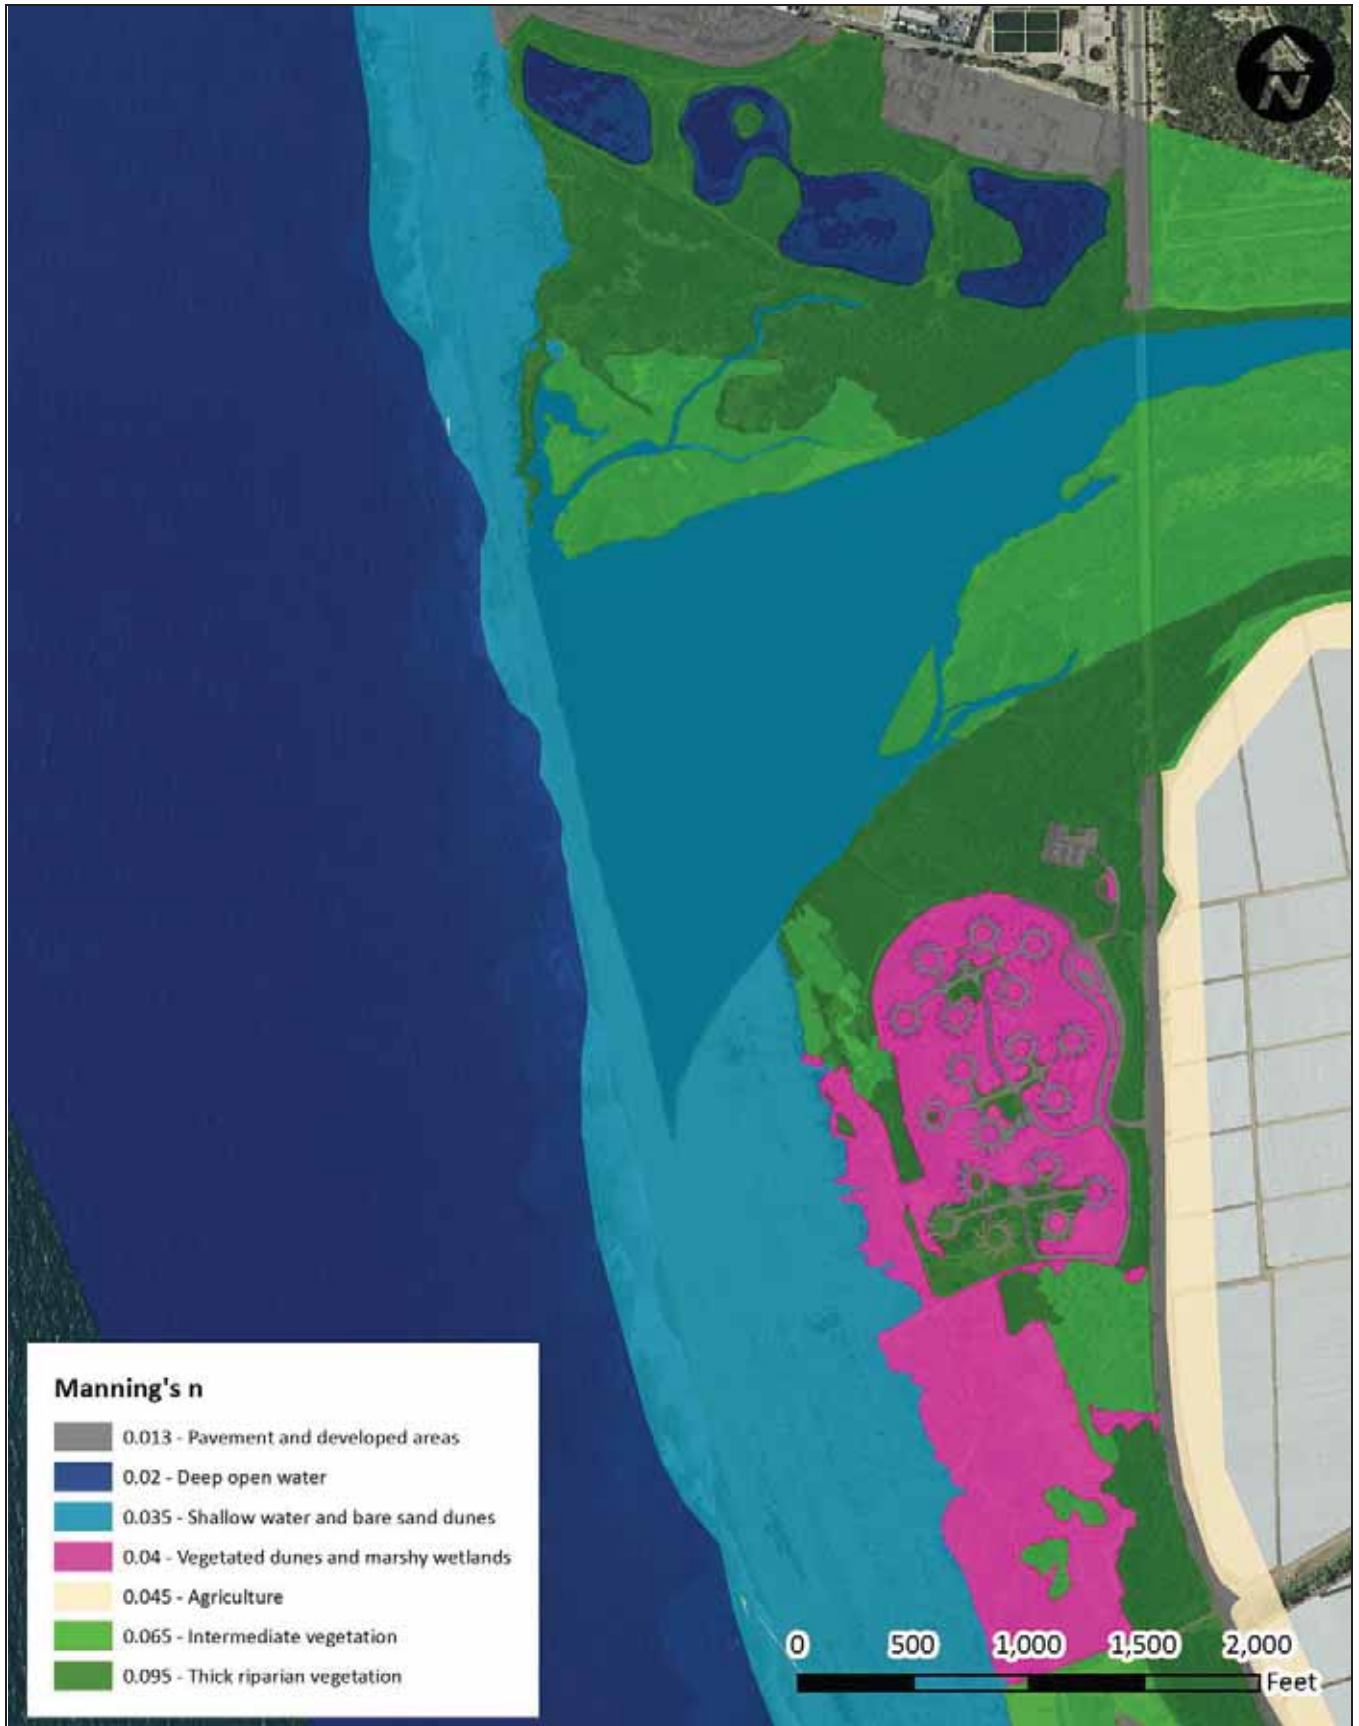 N
Manning's n
0.013 - Pavement and developed areas
0.02 - Deep open water
0.035 - Shallow water and bare sand dunes
0.04 - Vegetated dunes and marshy wetlands
0.045 - Agriculture
0.065 - Intermediate vegetation
0.095 - Thick riparian vegetation
0 500 1,000 1,500 2,000
Feet